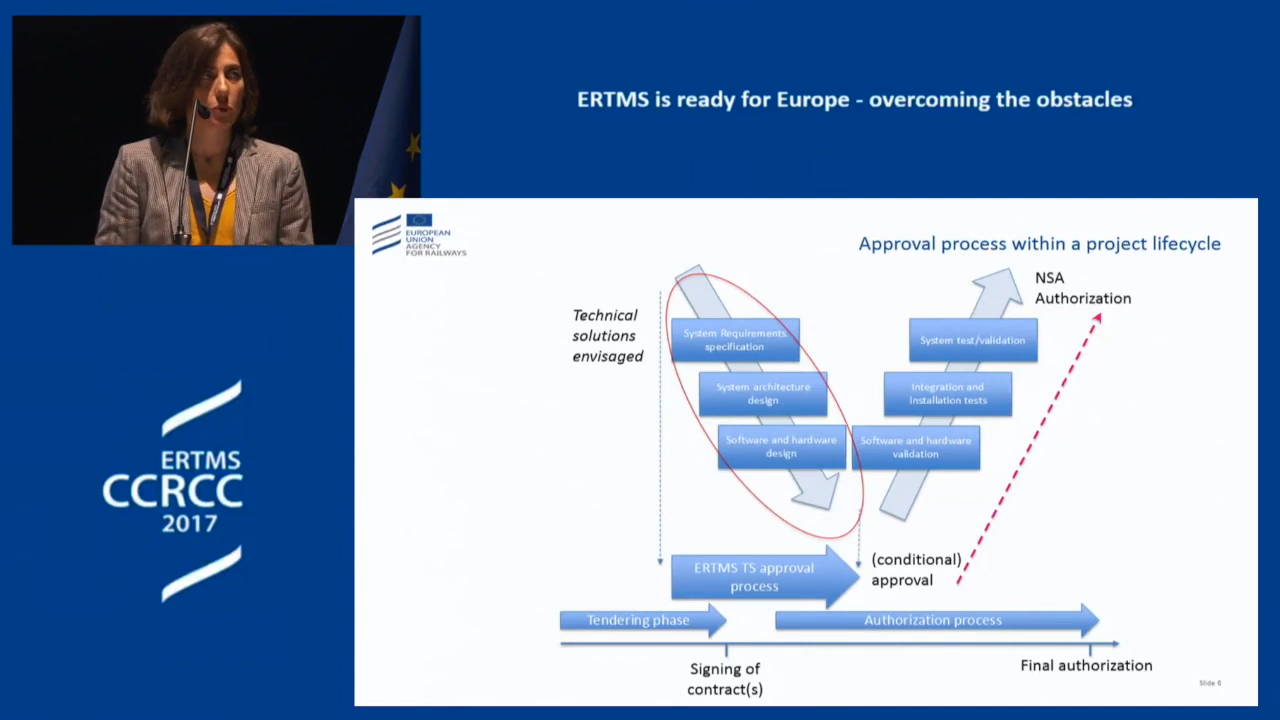 ERTMS is ready for Europe - overcoming the obstacles
EUROPEAN
UNION
AGENCY
FOR RAILWAYS
Approval process within a project lifecycle
NSA
Authorization
Technical
solutions
envisaged
System Requirements
specification
System architecture
design
Software and hardware
design
System test/validation
Integration and
installation tests
Software and hardware
validation
ERTMS
CCRCC
2017
ERTMS TS approval
process
(conditional)
approval
Tendering phase
Authorization process
Signing of
contract(s)
Final authorization
Slide 6